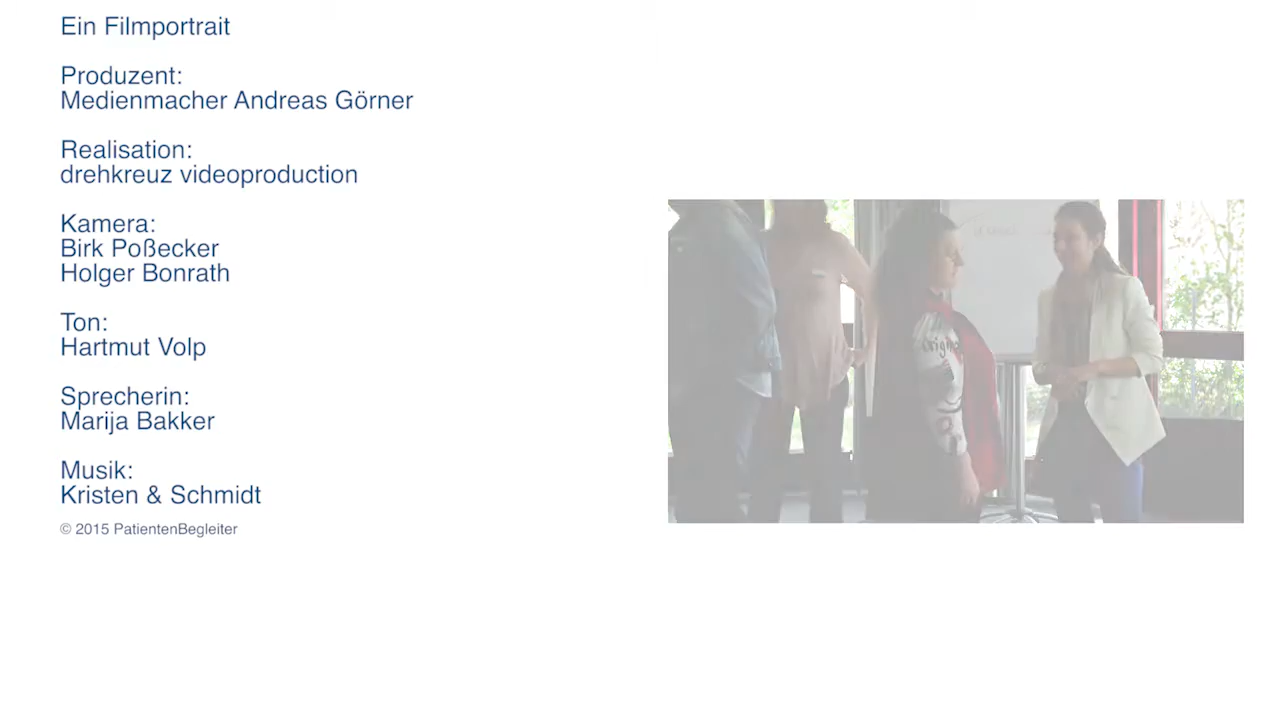 Ein Filmportrait
Produzent:
Medienmacher Andreas Görner
Realisation:
drehkreuz videoproduction
Kamera:
Birk Poßecker
Holger Bonrath
Ton:
Hartmut Volp
Sprecherin:
Marija Bakker
Musik:
Kristen & Schmidt
© 2015 PatientenBegleiter